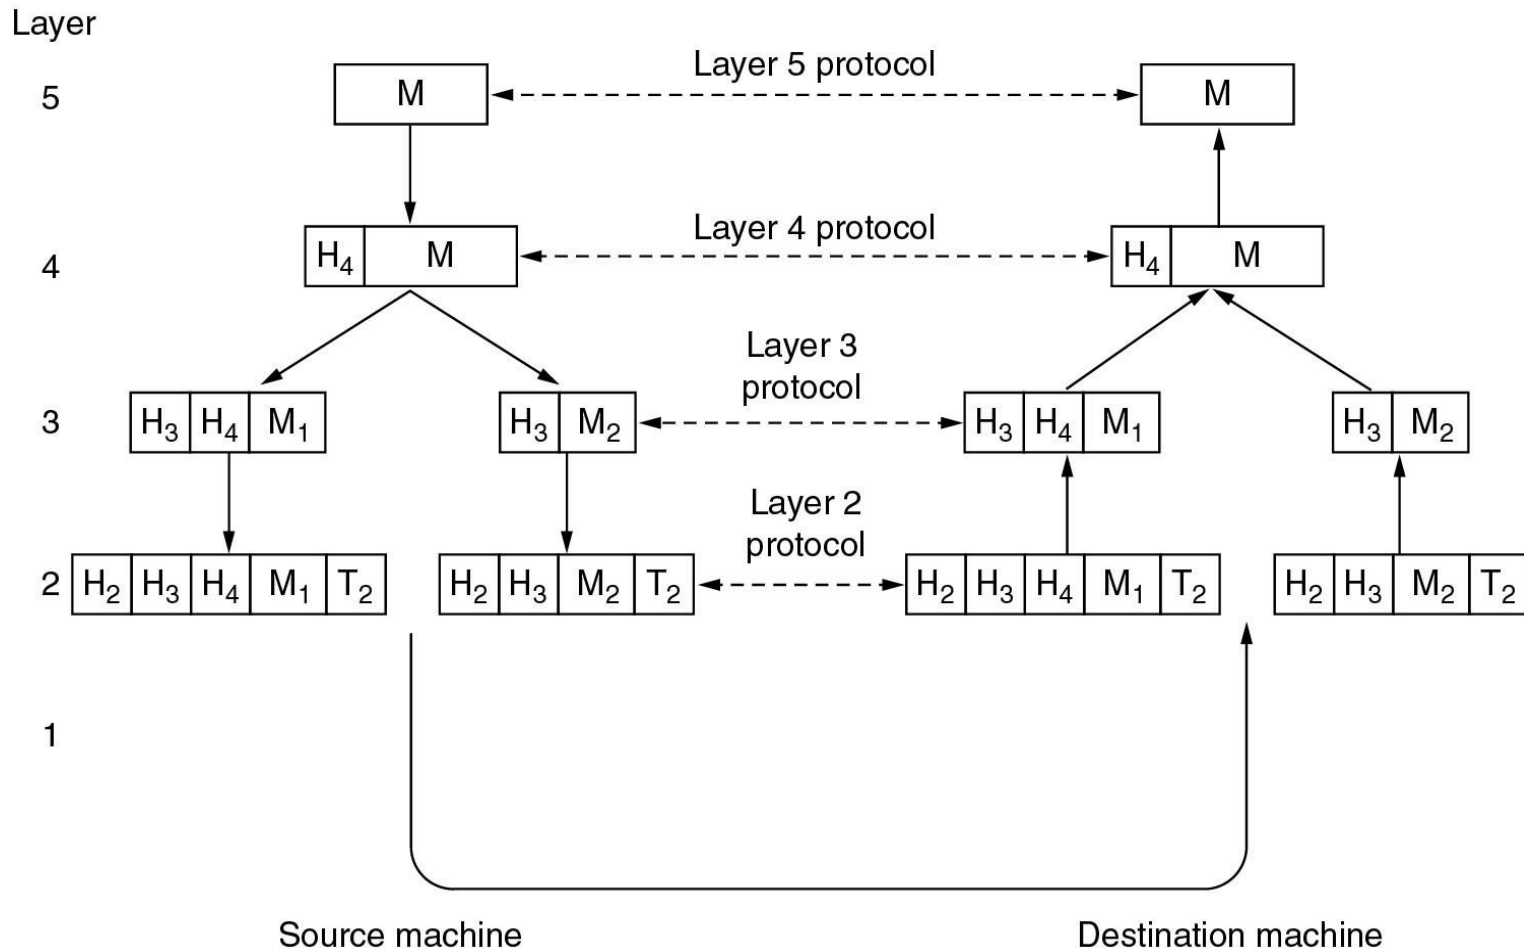 Layer
Layer 5 protocol
5 M M
Layer 4 protocol
4 H₄ M H₄ M
Layer 3
protocol
3 H₃ H₄ M₁ H₃ M₂ H₃ H₄ M₁ H₃ M₂
Layer 2
protocol
2 H₂ H₃ H₄ M₁ T₂ H₂ H₃ M₂ T₂ H₂ H₃ H₄ M₁ T₂ H₂ H₃ M₂ T₂
1
Source machine Destination machine